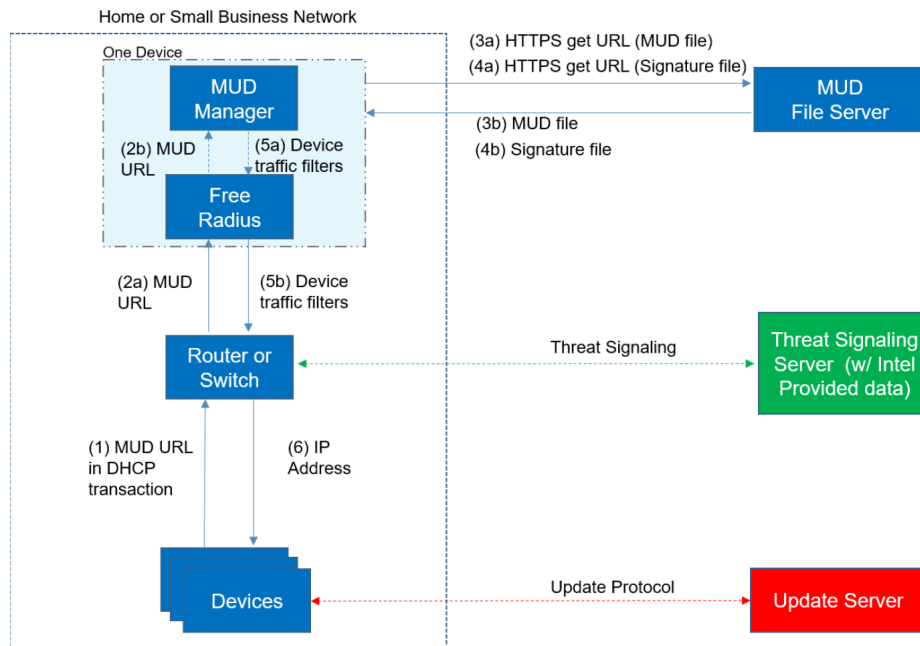 Home or Small Business Network
One Device
MUD
Manager
(3a) HTTPS get URL (MUD file)
(4a) HTTPS get URL (Signature file)
MUD
File Server
(3b) MUD file
(4b) Signature file
(2b) MUD
URL
(5a) Device
traffic filters
Free
Radius
(2a) MUD
URL
(5b) Device
traffic filters
Router or
Switch
Threat Signaling
Threat Signaling
Server (w/ Intel
Provided data)
(1) MUD URL
in DHCP
transaction
(6) IP
Address
Devices
Update Protocol
Update Server